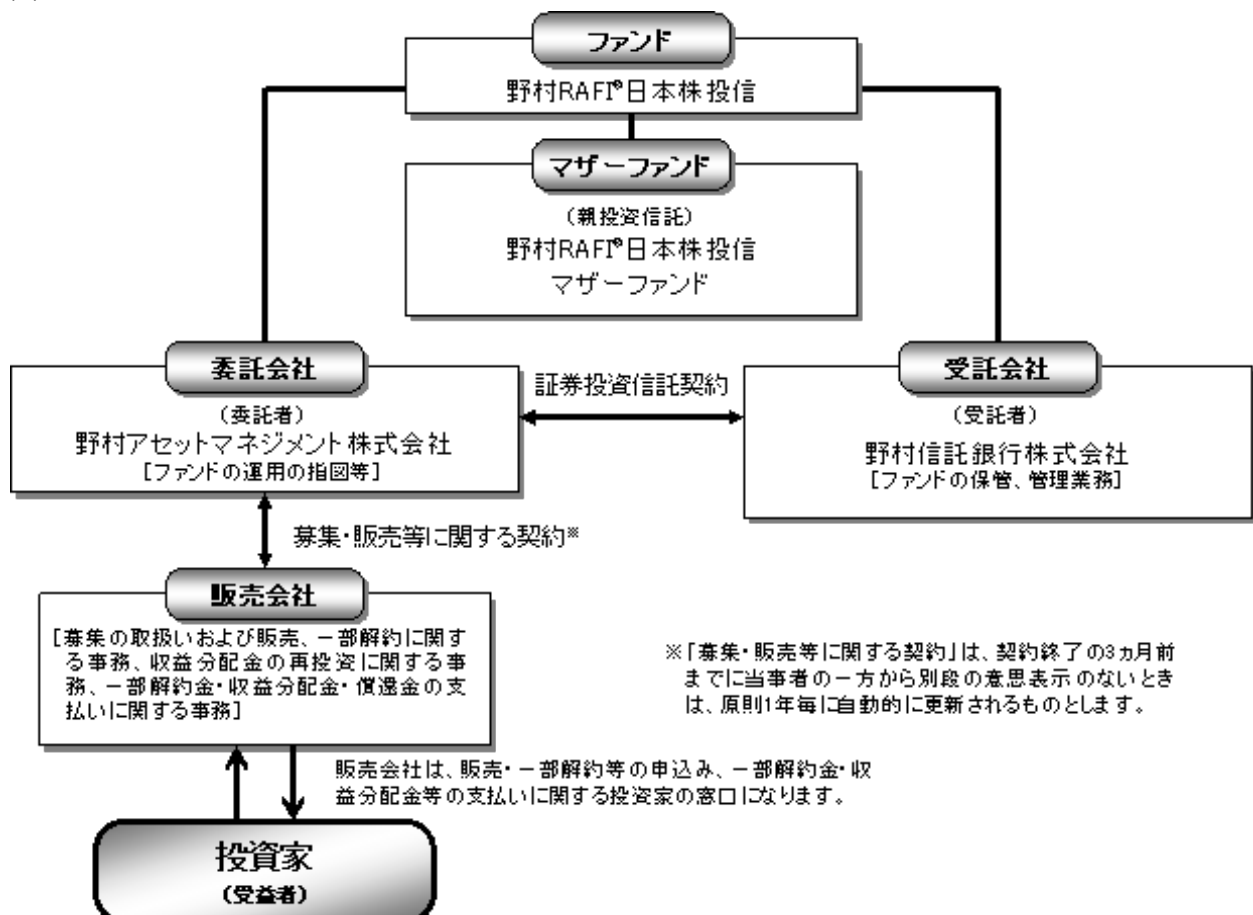 ファンド
野村RAFI®日本株投信
マザーファンド
（親投資信託）
野村RAFI®日本株投信
マザーファンド
委託会社
（委託者）
野村アセットマネジメント株式会社
［ファンドの運用の指図等］
証券投資信託契約
受託会社
（受託者）
野村信託銀行株式会社
［ファンドの保管、管理業務］
募集・販売等に関する契約※
販売会社
［募集の取扱いおよび販売、一部解約に関す
る事務、収益分配金の再投資に関する事
務、一部解約金・収益分配金・償還金の支
払いに関する事務］
※「募集・販売等に関する契約」は、契約終了の3ヵ月前
までに当事者の一方から別段の意思表示のないとき
は、原則1年毎に自動的に更新されるものとします。
販売会社は、販売・一部解約等の申込み、一部解約金・収
益分配金等の支払いに関する投資家の窓口になります。
投資家
（受益者）